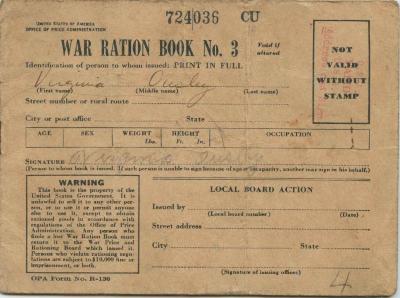 724036 CU
UNITED STATES OF AMERICA
OFFICE OF PRICE ADMINISTRATION
WAR RATION BOOK No. 3
Void if altered
NOT VALID WITHOUT STAMP
Identification of person to whom issued: PRINT IN FULL
Virginia
(First name) (Middle name) (Last name)
Street number or rural route
City or post office State
AGE SEX WEIGHT HEIGHT OCCUPATION
Lbs. Ft. In.
SIGNATURE Virginia
(Person to whom book is issued. If such person is unable to sign because of age or incapacity, another may sign in his behalf.)
WARNING
This book is the property of the
United States Government. It is
unlawful to sell it to any other
person, or to use it or permit anyone
else to use it, except to obtain
rationed goods in accordance with
regulations of the Office of Price
Administration. Any person who
finds a lost War Ration Book must
return it to the War Price and
Rationing Board which issued it.
Persons who violate rationing regulations
are subject to $10,000 fine or
imprisonment, or both.
LOCAL BOARD ACTION
Issued by
(Local board number) (Date)
Street address
City State
(Signature of issuing officer)
4
OPA Form No. R-130